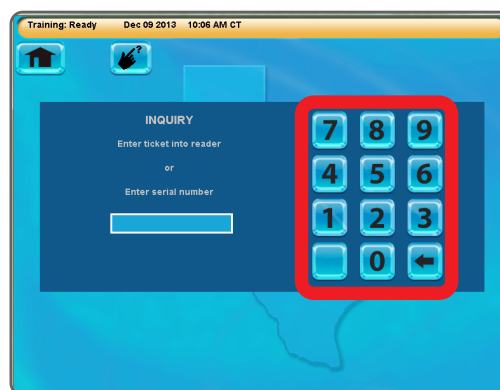 Training: Ready Dec 09 2013 10:06 AM CT
?
INQUIRY
Enter ticket into reader
or
Enter serial number
7 8 9
4 5 6
1 2 3
0